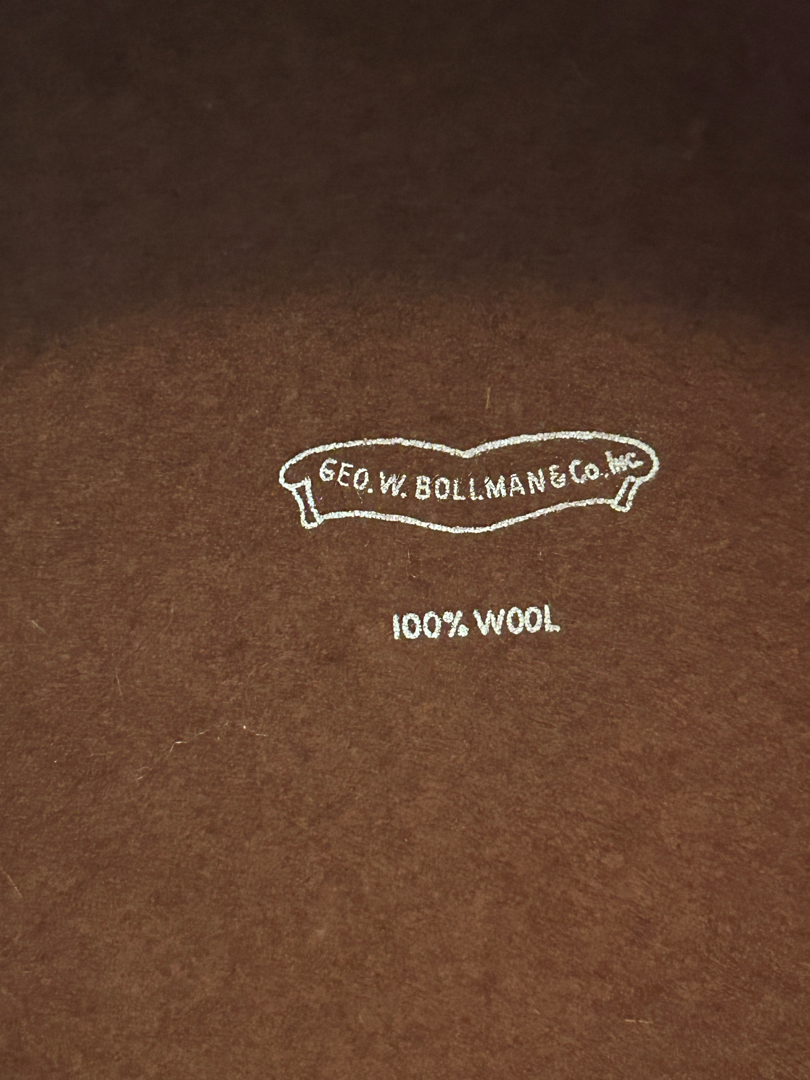 GEO. W. BOLLMAN & Co. Inc.
100% WOOL